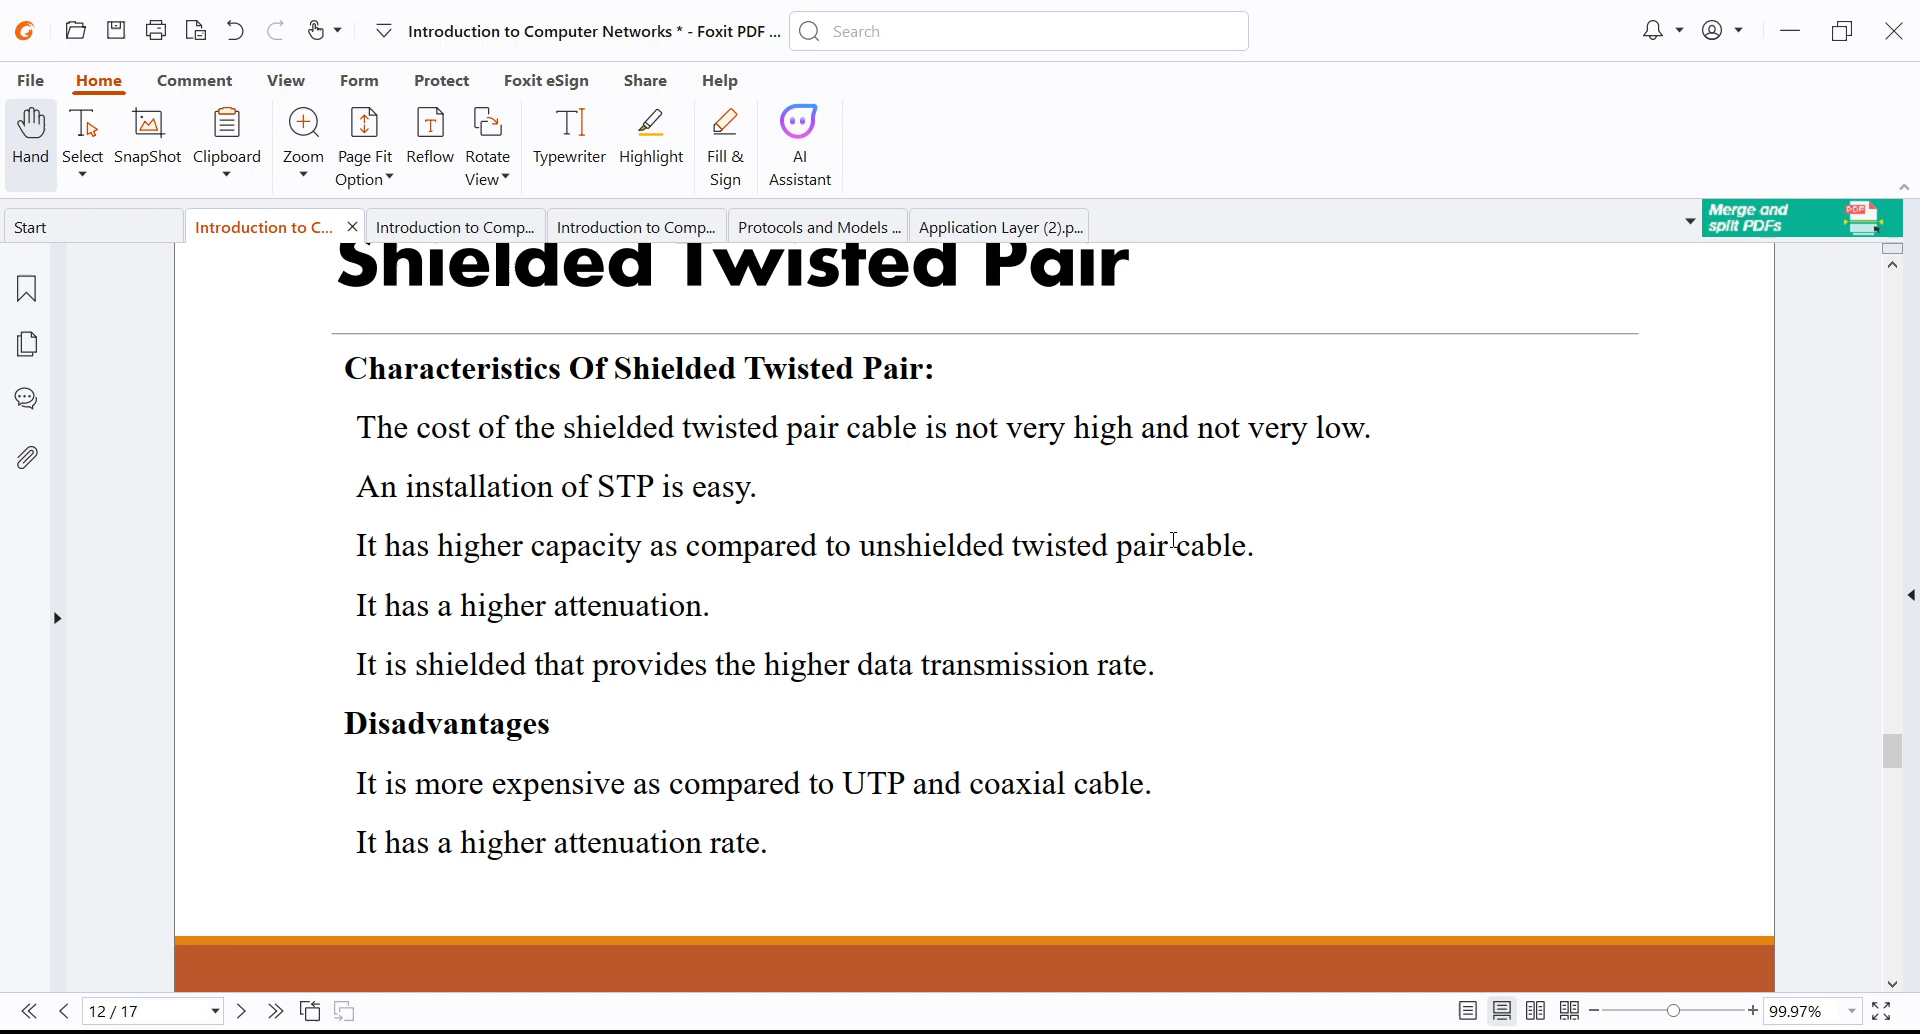 Introduction to Computer Networks * - Foxit PDF ...
Search
File Home Comment View Form Protect Foxit eSign Share Help
Hand Select SnapShot Clipboard Zoom Page Fit Option Reflow Rotate View Typewriter Highlight Fill & Sign AI Assistant
Start Introduction to C... Introduction to Comp... Introduction to Comp... Protocols and Models ... Application Layer (2).p...
Merge and
split PDFs
PDF
Shielded Twisted Pair
Characteristics Of Shielded Twisted Pair:
The cost of the shielded twisted pair cable is not very high and not very low.
An installation of STP is easy.
It has higher capacity as compared to unshielded twisted pair cable.
It has a higher attenuation.
It is shielded that provides the higher data transmission rate.
Disadvantages
It is more expensive as compared to UTP and coaxial cable.
It has a higher attenuation rate.
12 / 17
99.97%